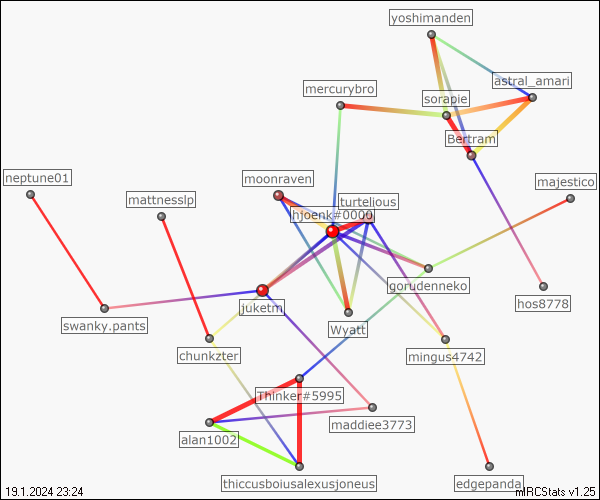 yoshimanden
astral_amari
mercurybro
sorapie
Bertram
neptune01
moonraven
majestico
mattnesslp
turtelious
hjoenk#0000
gorudenneko
hos8778
juketm
swanky.pants
Wyatt
chunkzter
mingus4742
Thinker#5995
maddiee3773
alan1002
thiccusboiusalexusjoneus
edgepanda
19.1.2024 23:24
mIRCStats v1.25